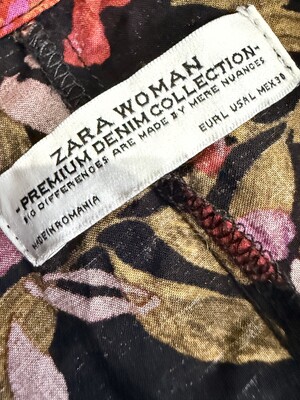 ZARA WOMAN
-PREMIUM DENIM COLLECTION-
BIG DIFFERENCES ARE MADE BY MERE NUANCES
EUR L USA L MEX 30
MADE IN ROMANIA